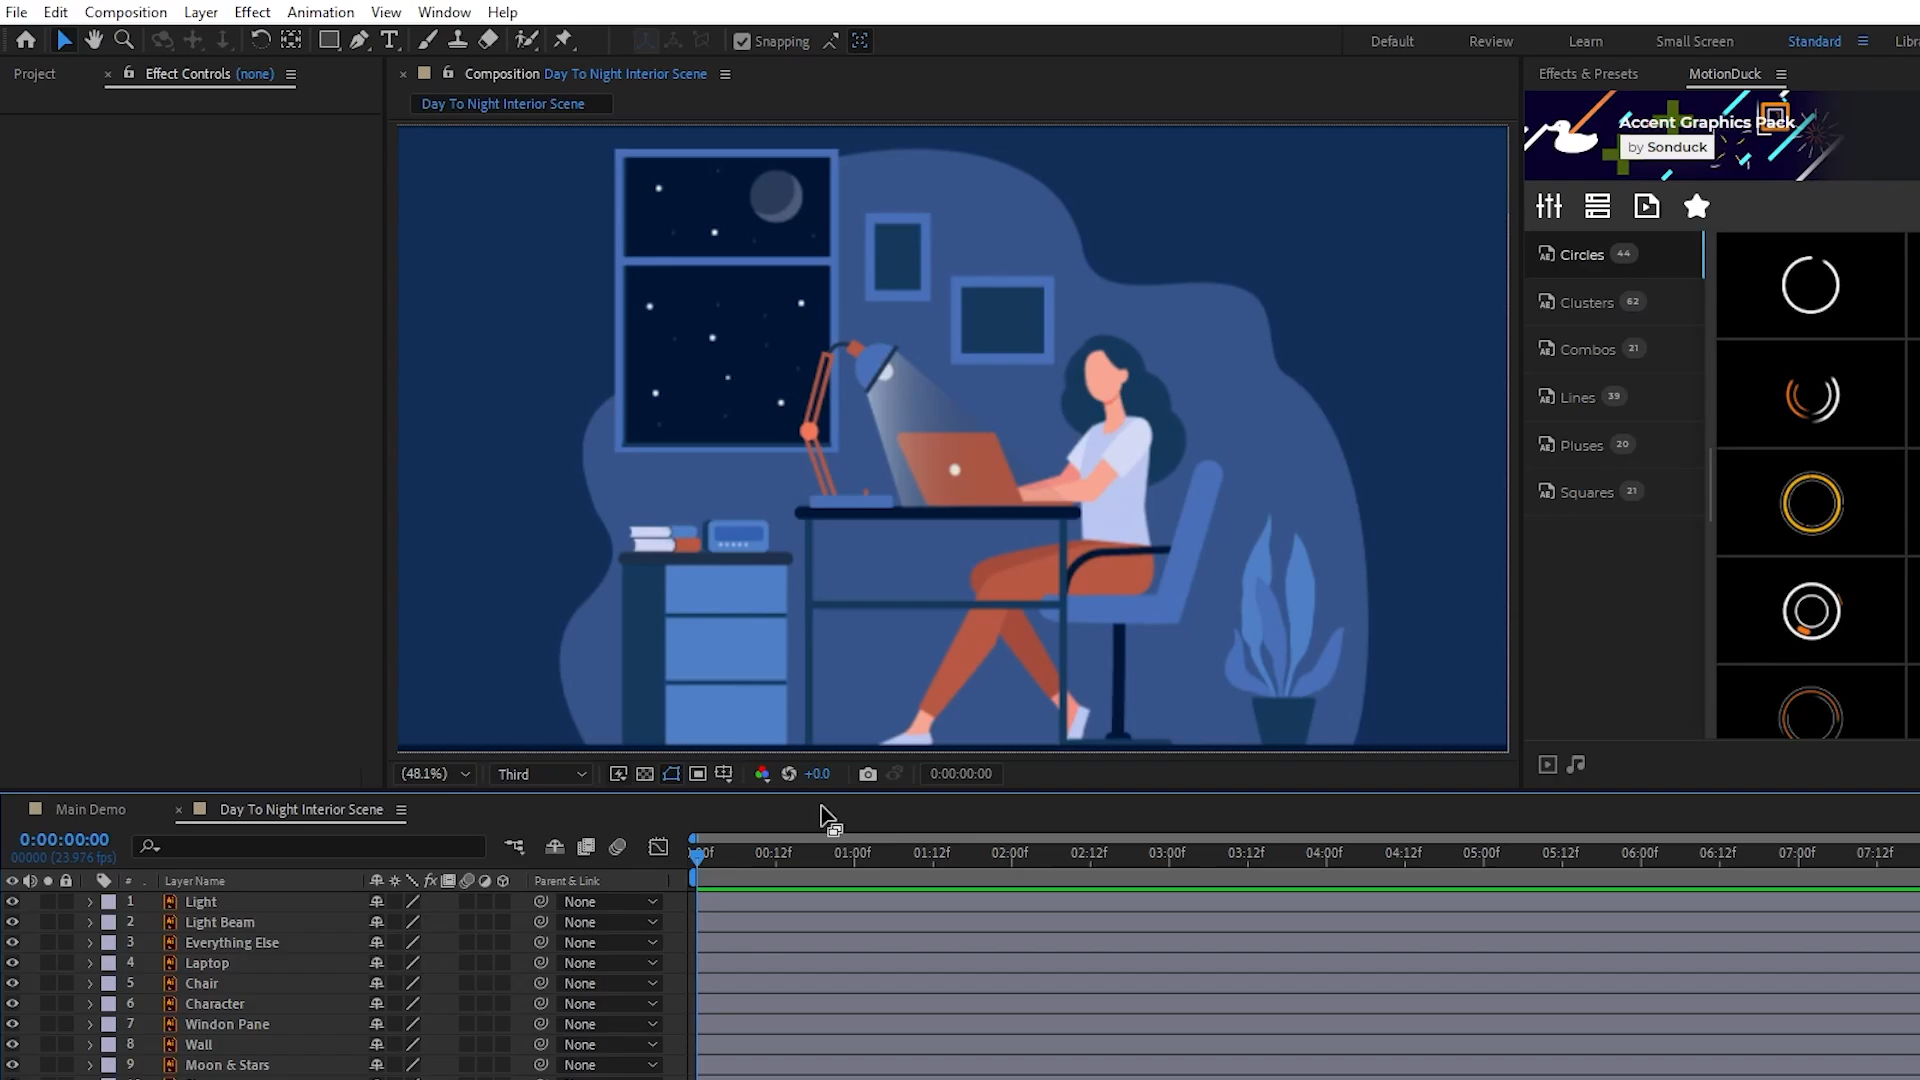 File Edit Composition Layer Effect Animation View Window Help
Snapping
Default Review Learn Small Screen Standard
Project Effect Controls (none)
Composition Day To Night Interior Scene
Effects & Presets MotionDuck
Day To Night Interior Scene
Accent Graphics Pack
by Sonduck
Circles 44
Clusters 62
Combos 21
Lines 39
Pluses 20
Squares 21
(48.1%) Third +0.0 0:00:00:00
Main Demo Day To Night Interior Scene
0:00:00:00
00000 (23.976 fps)
00:12f 01:00f 01:12f 02:00f 02:12f 03:00f 03:12f 04:00f 04:12f 05:00f 05:12f 06:00f 06:12f 07:00f 07:12f
# Layer Name fx Parent & Link
1 Light None
2 Light Beam None
3 Everything Else None
4 Laptop None
5 Chair None
6 Character None
7 Windon Pane None
8 Wall None
9 Moon & Stars None